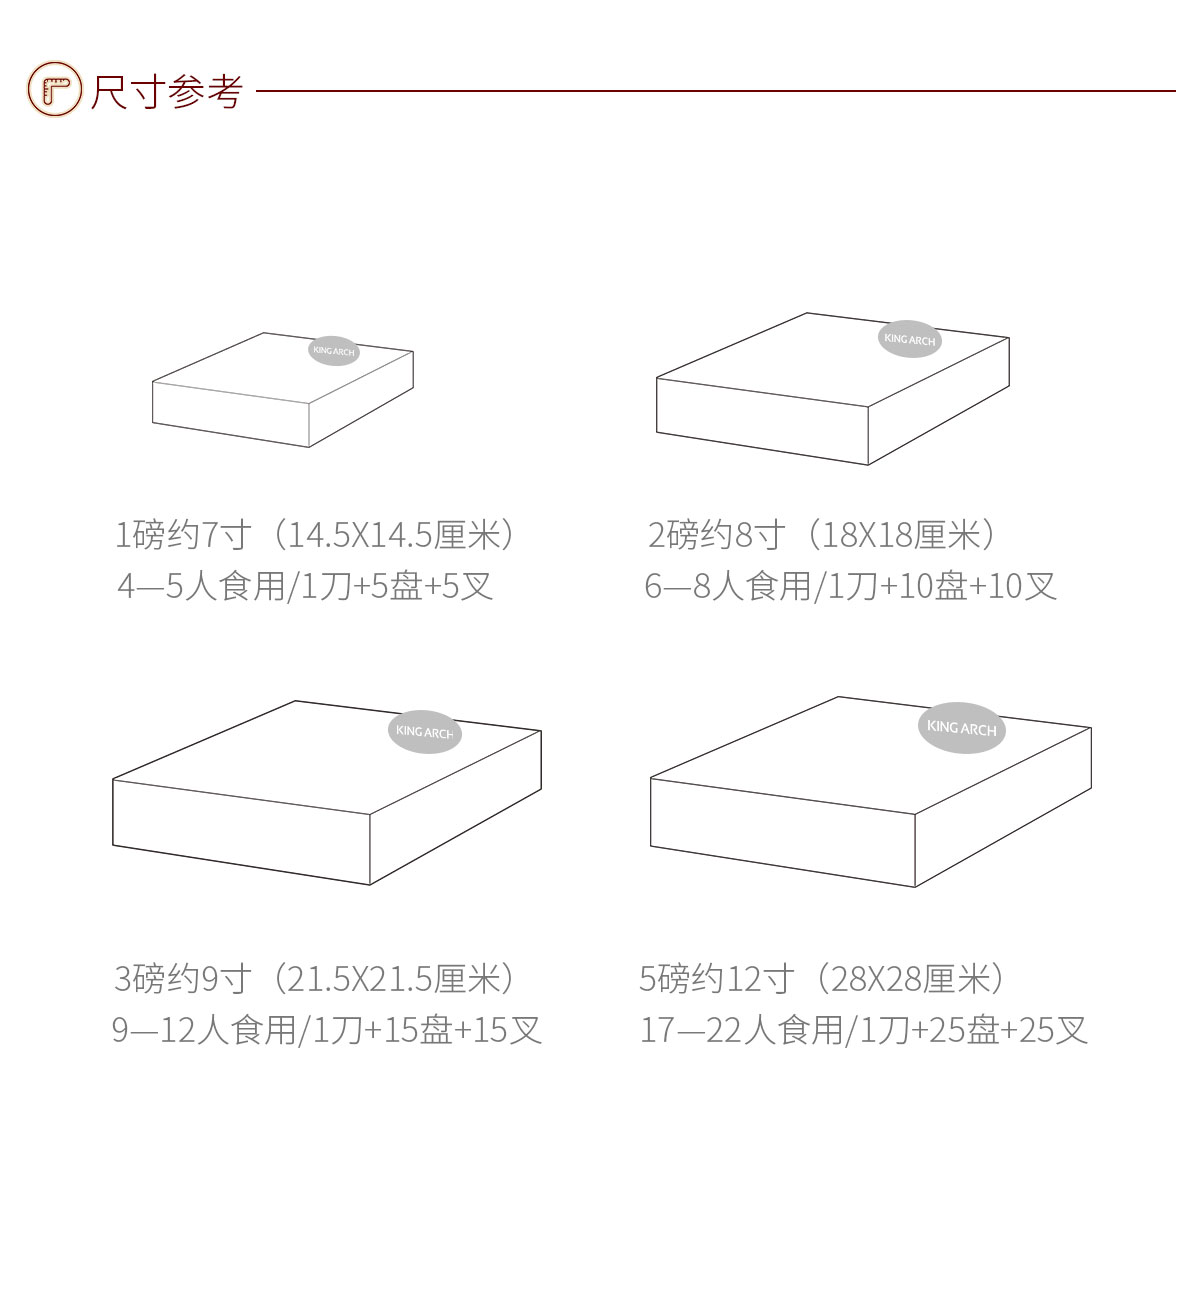 尺寸参考
KING ARCH
KING ARCH
1磅约7寸（14.5X14.5厘米）
4—5人食用/1刀+5盘+5叉
2磅约8寸（18X18厘米）
6—8人食用/1刀+10盘+10叉
KING ARCH
KING ARCH
3磅约9寸（21.5X21.5厘米）
9—12人食用/1刀+15盘+15叉
5磅约12寸（28X28厘米）
17—22人食用/1刀+25盘+25叉